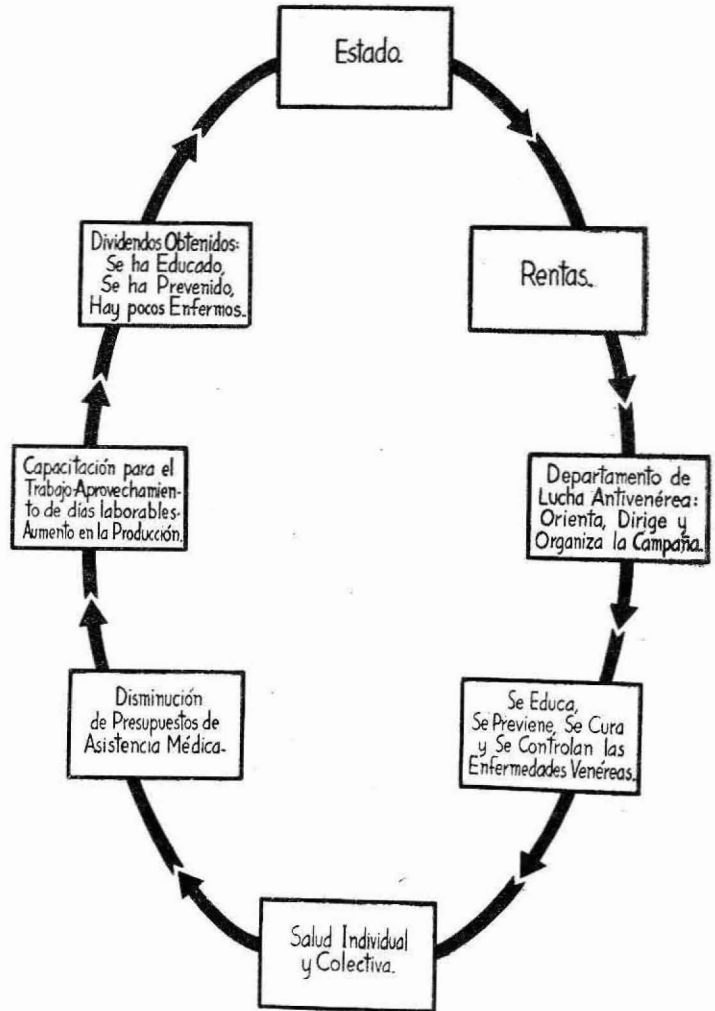 Estado.
Rentas.
Departamento de
Lucha Antivenérea:
Orienta, Dirige y
Organiza la Campaña.
Se Educa,
Se Previene, Se Cura
y Se Controlan las
Enfermedades Venéreas.
Salud Individual
y Colectiva.
Disminución
de Presupuestos de
Asistencia Médica.
Capacitación para el
Trabajo-Aprovechamien-
to de días laborables-
Aumento en la Producción.
Dividendos Obtenidos:
Se ha Educado,
Se ha Prevenido,
Hay pocos Enfermos.